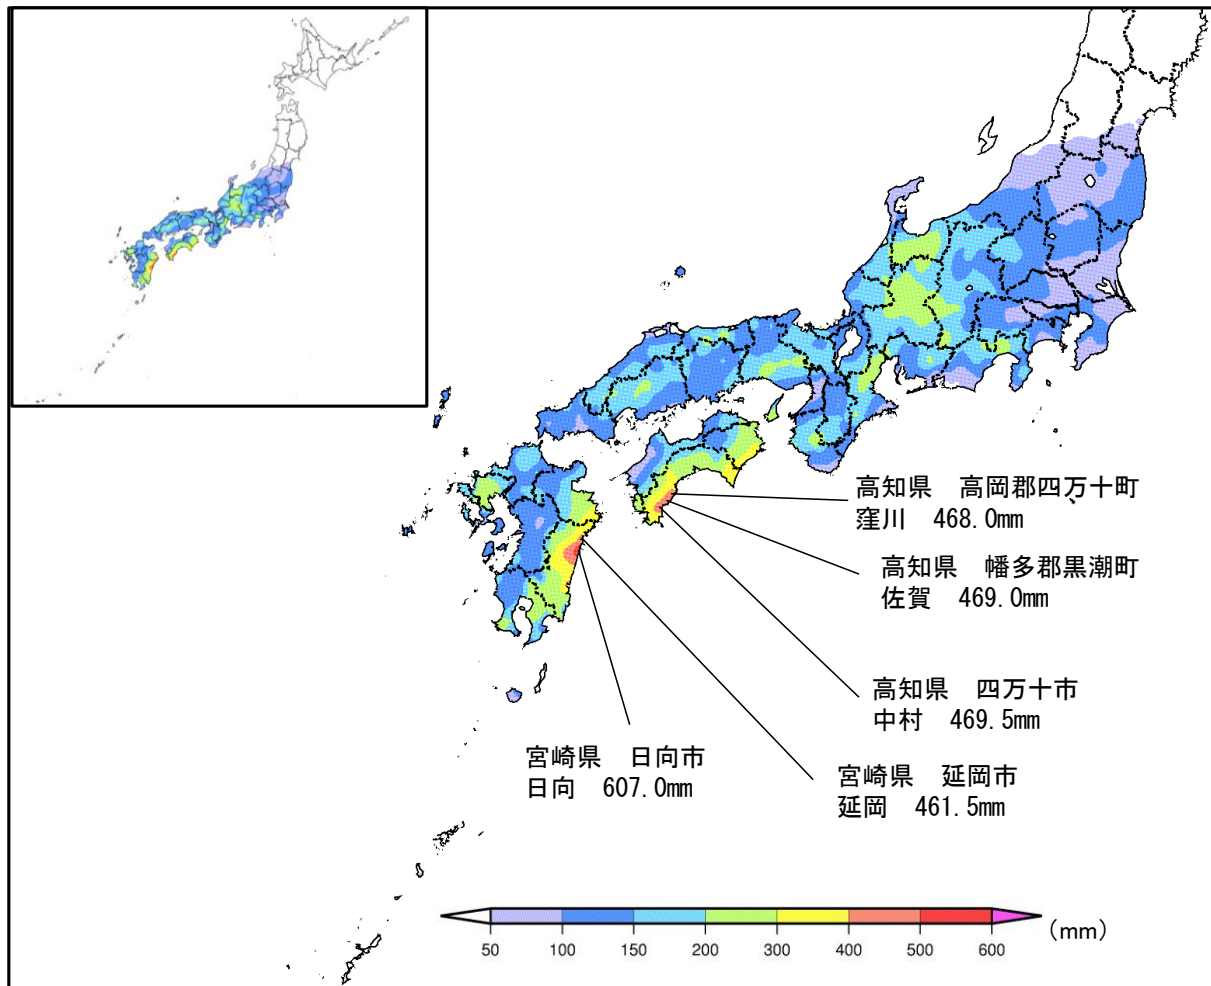 高知県　高岡郡四万十町
窪川　468.0mm
高知県　幡多郡黒潮町
佐賀　469.0mm
高知県　四万十市
中村　469.5mm
宮崎県　日向市
日向　607.0mm
宮崎県　延岡市
延岡　461.5mm
(mm)
50 100 150 200 300 400 500 600